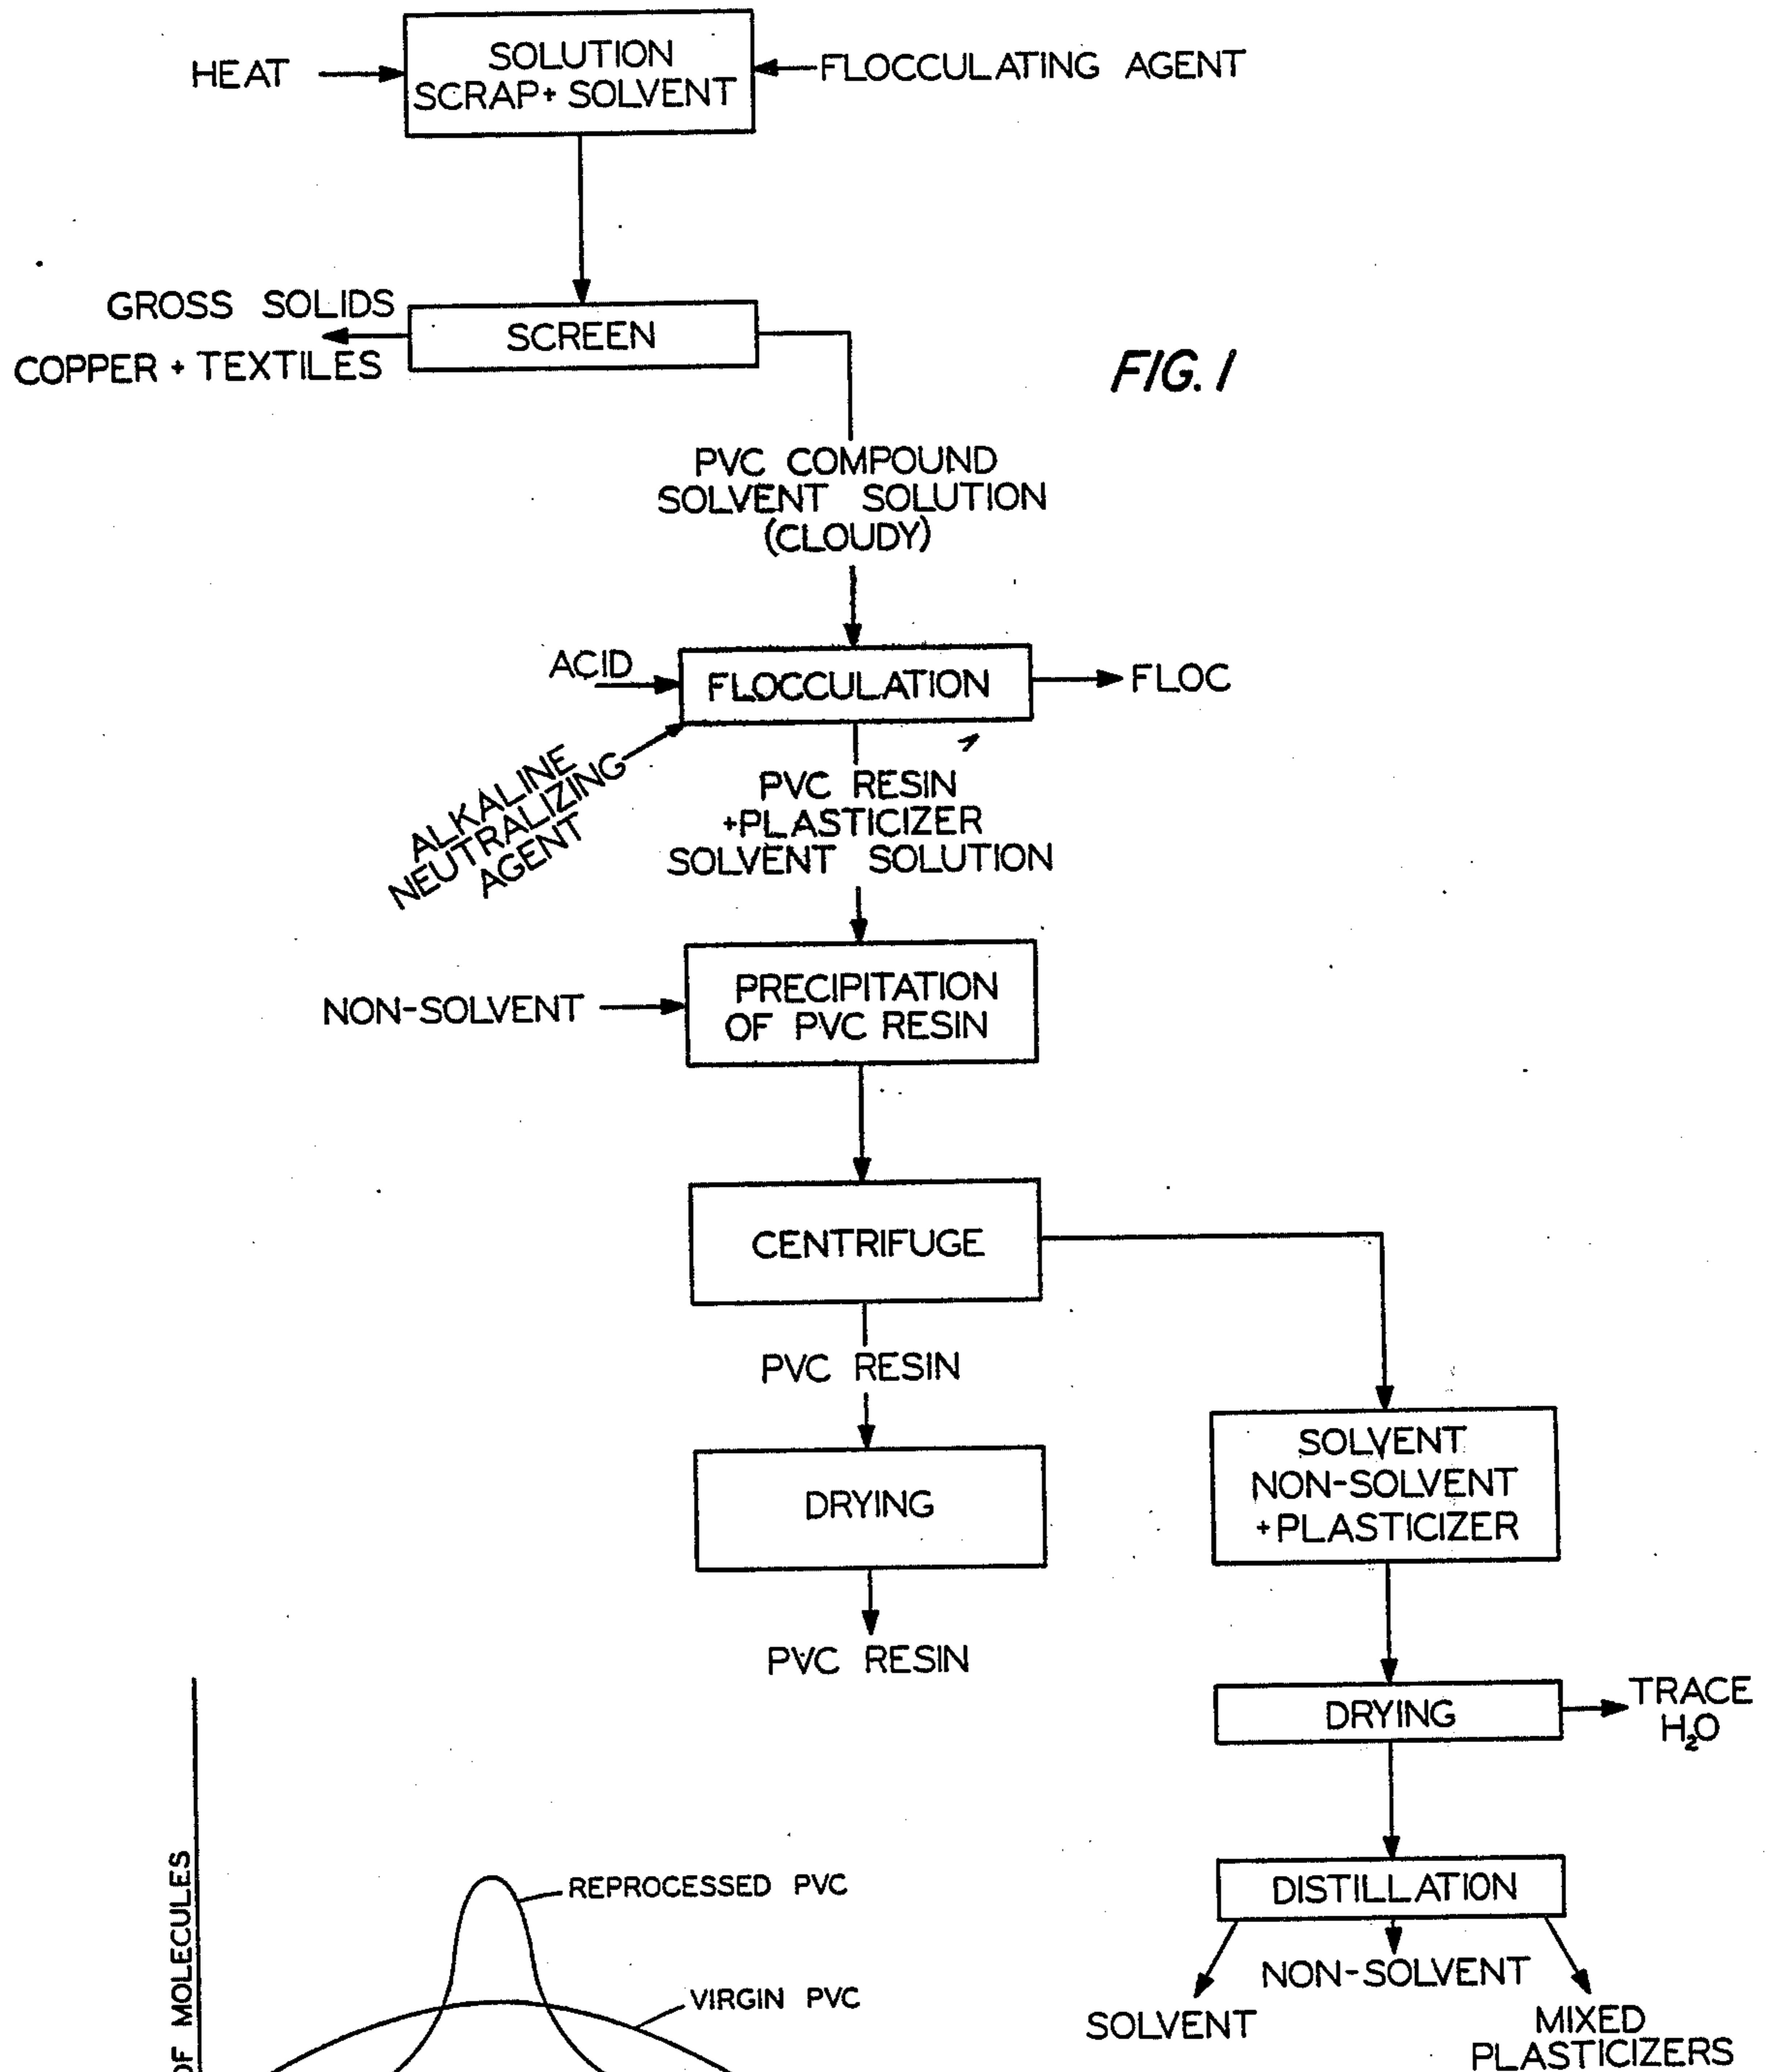 HEAT
SOLUTION
SCRAP+ SOLVENT
FLOCCULATING AGENT
GROSS SOLIDS
COPPER + TEXTILES
SCREEN
FIG. 1
PVC COMPOUND
SOLVENT SOLUTION
(CLOUDY)
ACID
FLOCCULATION
FLOC
ALKALINE
NEUTRALIZING
AGENT
PVC RESIN
+PLASTICIZER
SOLVENT SOLUTION
NON-SOLVENT
PRECIPITATION
OF PVC RESIN
CENTRIFUGE
PVC RESIN
DRYING
PVC RESIN
SOLVENT
NON-SOLVENT
+PLASTICIZER
DRYING
TRACE
H2O
DISTILLATION
SOLVENT
NON-SOLVENT
MIXED
PLASTICIZERS
REPROCESSED PVC
VIRGIN PVC
OF MOLECULES